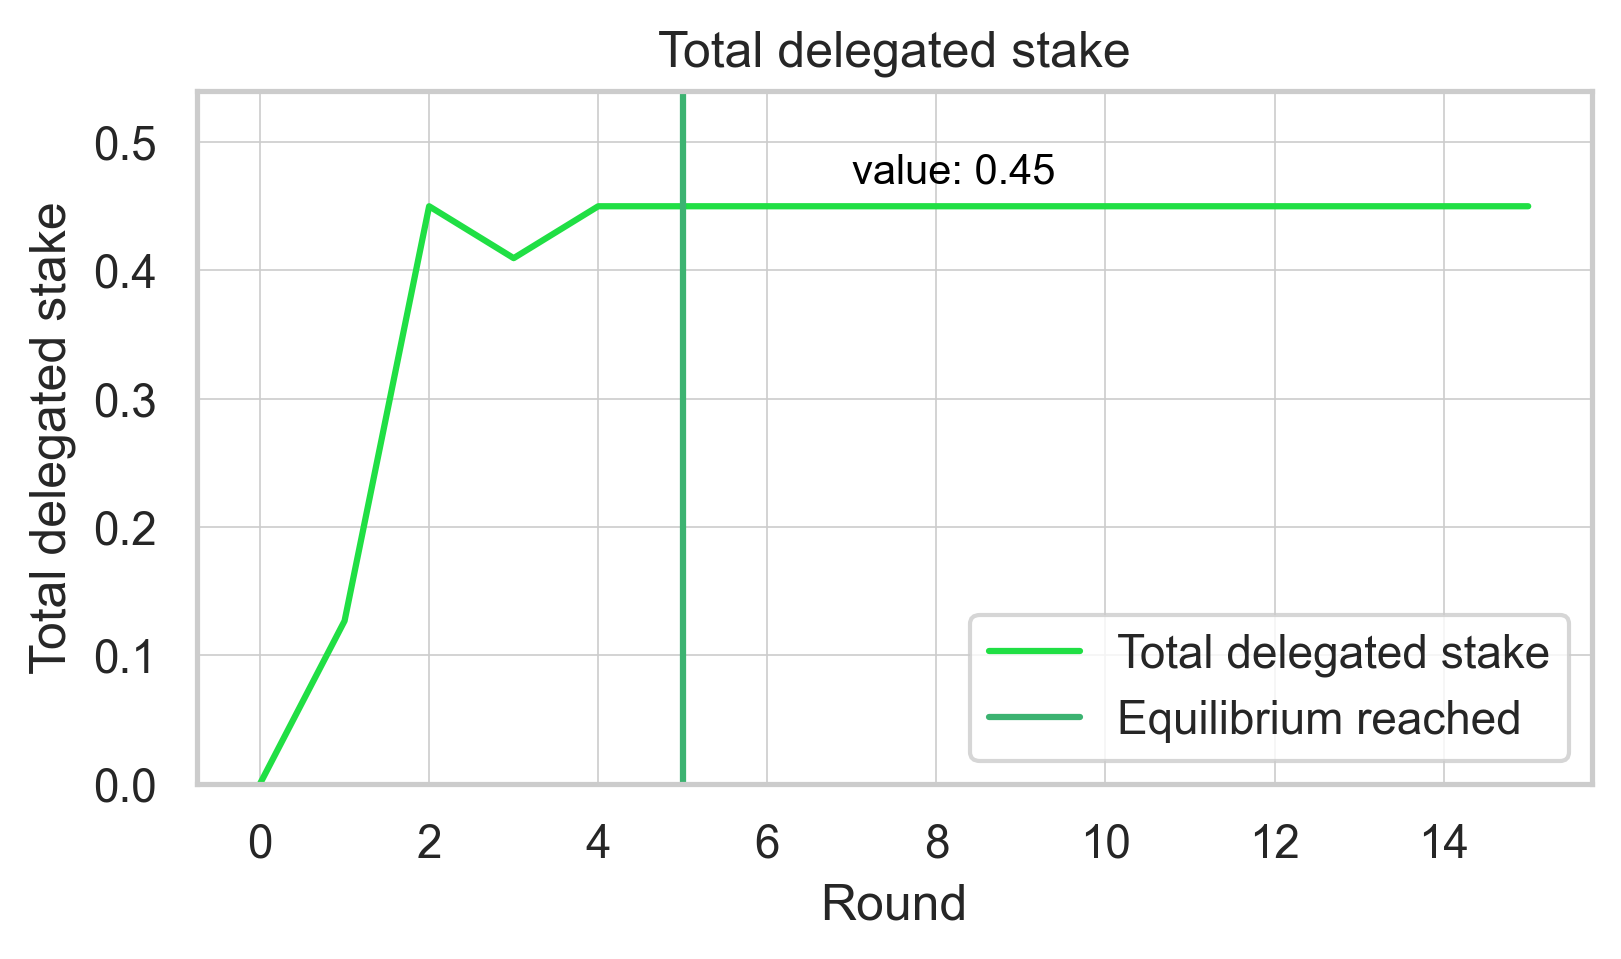 Total delegated stake
Total delegated stake
0.5
0.4
0.3
0.2
0.1
0.0
value: 0.45
Total delegated stake
Equilibrium reached
0 2 4 6 8 10 12 14
Round